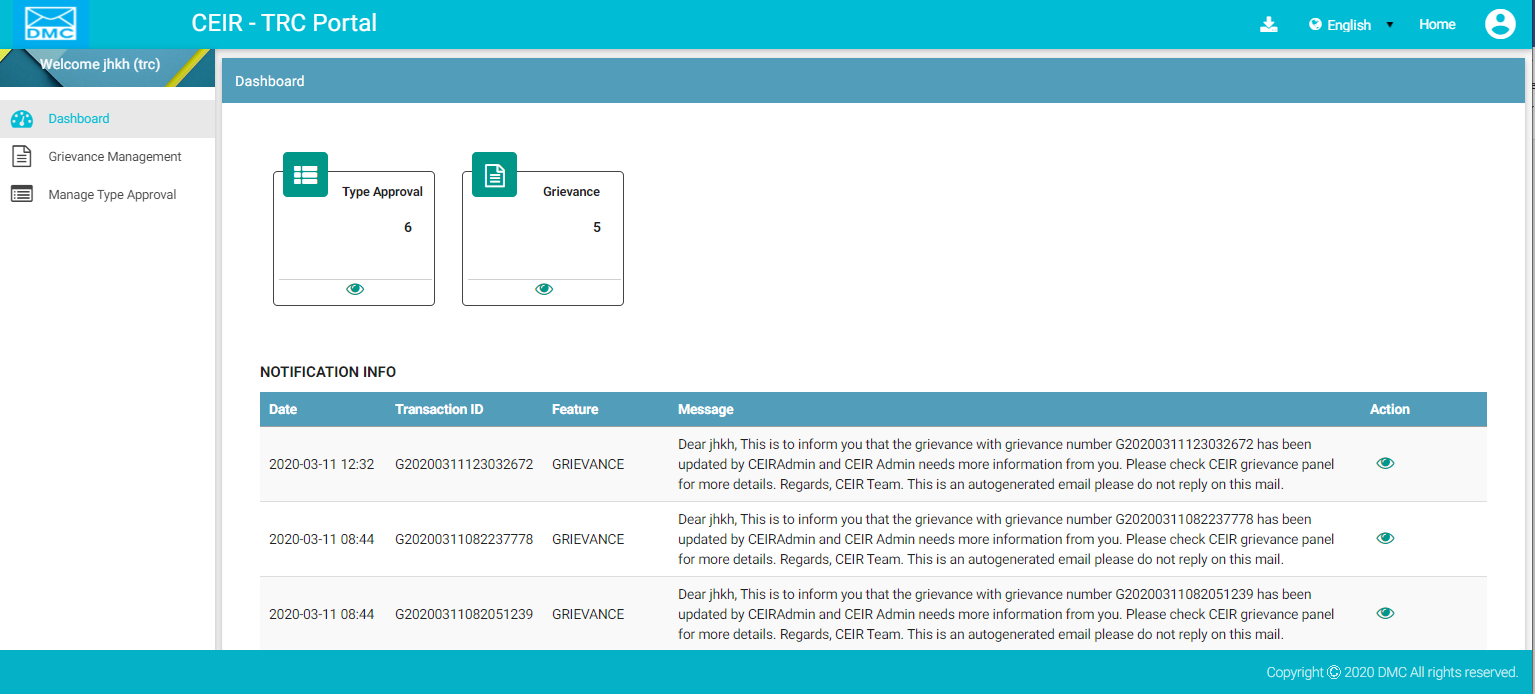 DMC
CEIR - TRC Portal
English
Home
Welcome jhkh (trc)
Dashboard
Grievance Management
Manage Type Approval
Dashboard
Type Approval
6
Grievance
5
NOTIFICATION INFO
Date Transaction ID Feature Message Action
Dear jhkh, This is to inform you that the grievance with grievance number G20200311123032672 has been
2020-03-11 12:32 G20200311123032672 GRIEVANCE updated by CEIRAdmin and CEIR Admin needs more information from you. Please check CEIR grievance panel
for more details. Regards, CEIR Team. This is an autogenerated email please do not reply on this mail.
Dear jhkh, This is to inform you that the grievance with grievance number G20200311082237778 has been
2020-03-11 08:44 G20200311082237778 GRIEVANCE updated by CEIRAdmin and CEIR Admin needs more information from you. Please check CEIR grievance panel
for more details. Regards, CEIR Team. This is an autogenerated email please do not reply on this mail.
Dear jhkh, This is to inform you that the grievance with grievance number G20200311082051239 has been
2020-03-11 08:44 G20200311082051239 GRIEVANCE updated by CEIRAdmin and CEIR Admin needs more information from you. Please check CEIR grievance panel
for more details. Regards, CEIR Team. This is an autogenerated email please do not reply on this mail.
Copyright © 2020 DMC All rights reserved.